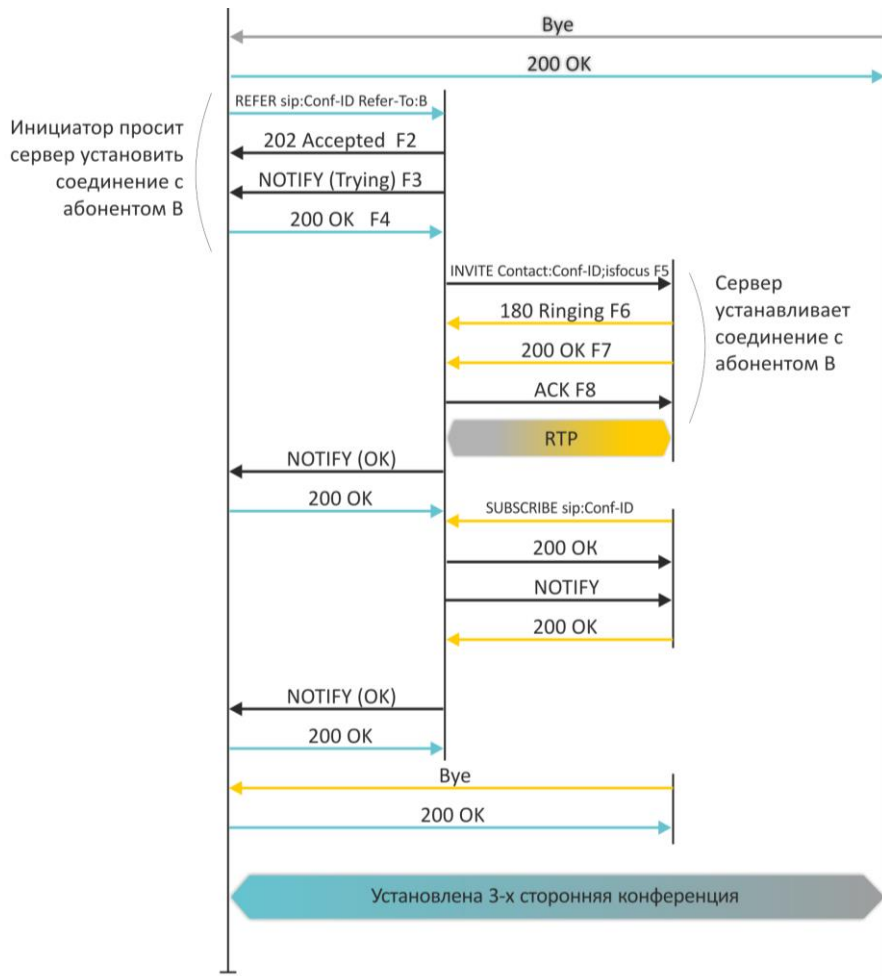 Bye
200 OK
REFER sip:Conf-ID Refer-To:B
Инициатор просит
сервер установить
соединение с
абонентом B
202 Accepted F2
NOTIFY (Trying) F3
200 OK F4
INVITE Contact:Conf-ID;isfocus F5
180 Ringing F6
200 OK F7
ACK F8
Сервер
устанавливает
соединение с
абонентом B
RTP
NOTIFY (OK)
200 OK
SUBSCRIBE sip:Conf-ID
200 OK
NOTIFY
200 OK
NOTIFY (OK)
200 OK
Bye
200 OK
Установлена 3-х сторонняя конференция